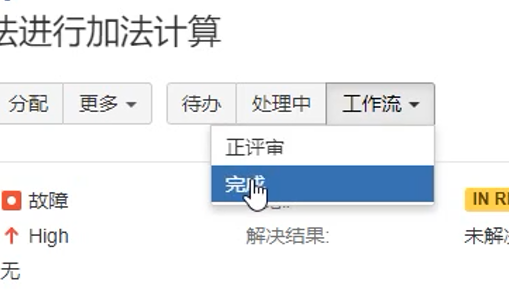 法进行加法计算
分配 更多 待办 处理中 工作流
正评审
完成
故障
IN R
High 解决结果: 未解
无